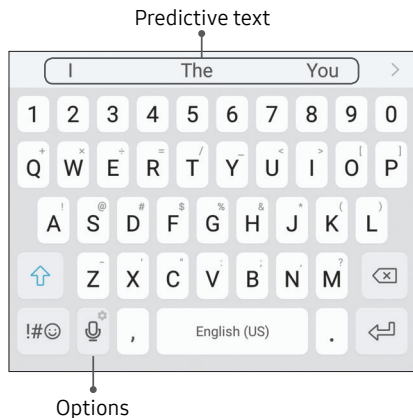 Predictive text
I The You >
1 2 3 4 5 6 7 8 9 0
+ × ÷ = / _ < > [ ]
Q W E R T Y U I O P
! @ # $ % & * ( )
A S D F G H J K L
- ' " : ; ?
Z X C V B N M
!#☺ , English (US) .
Options